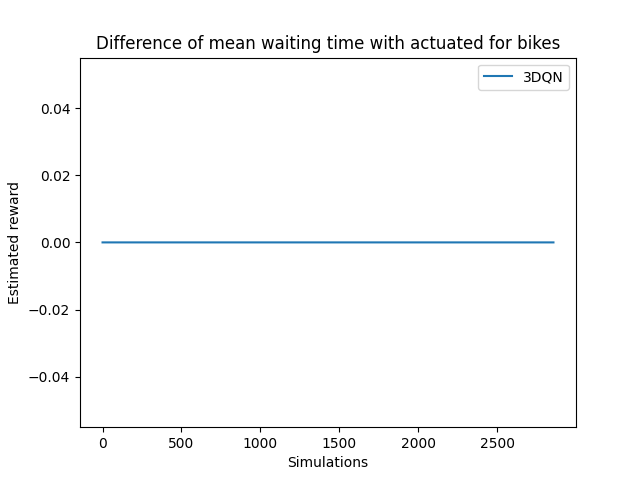 Difference of mean waiting time with actuated for bikes
3DQN
Estimated reward
0.04
0.02
0.00
−0.02
−0.04
0 500 1000 1500 2000 2500
Simulations